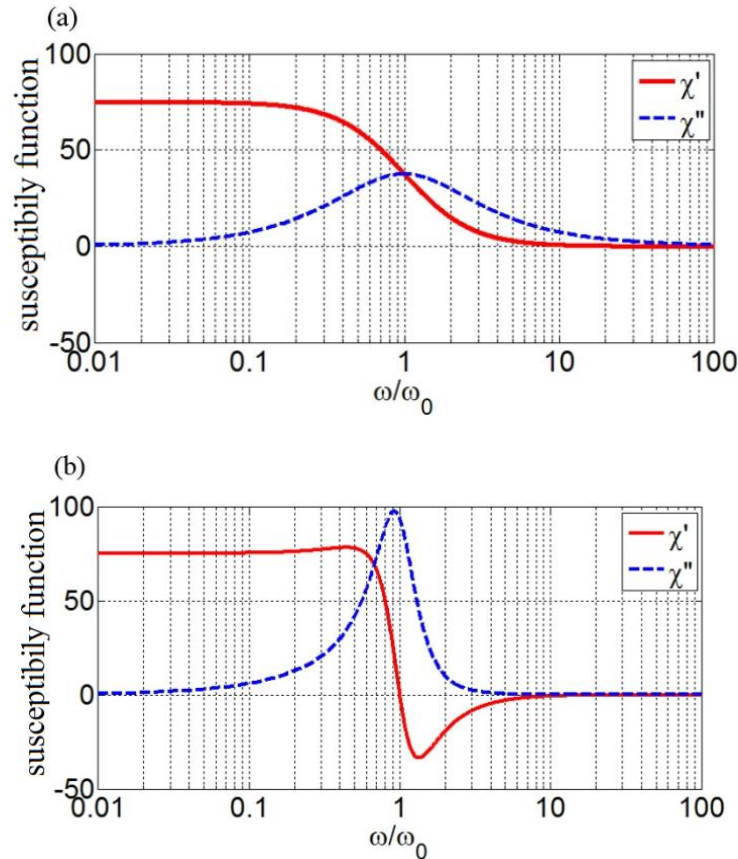 (a)
100
50
0
-50
susceptibily function
χ'
χ"
0.01 0.1 1 10 100
ω/ω0
(b)
100
50
0
-50
susceptibily function
χ'
χ"
0.01 0.1 1 10 100
ω/ω0